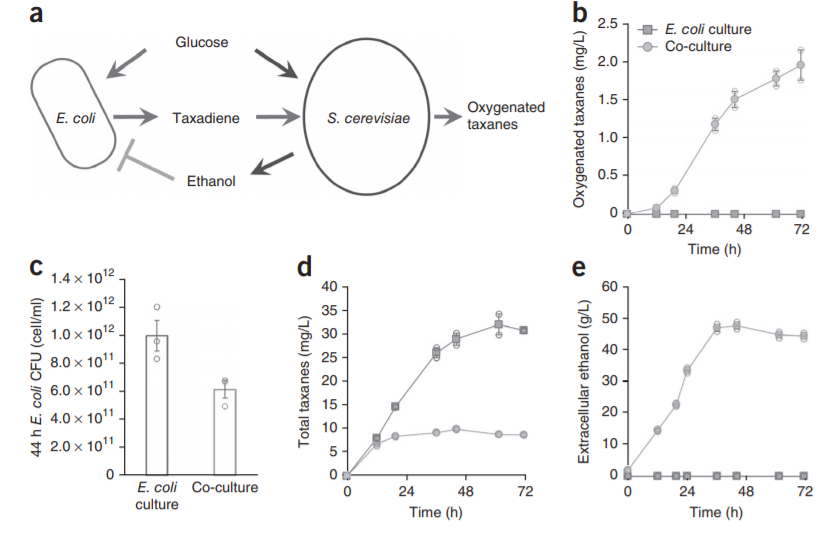 a
Glucose
E. coli
Taxadiene
S. cerevisiae
Oxygenated
taxanes
Ethanol
b
Oxygenated taxanes (mg/L)
2.5
2.0
1.5
1.0
0.5
0
E. coli culture
Co-culture
0 24 48 72
Time (h)
c
44 h E. coli CFU (cell/ml)
1.4 × 10¹²
1.2 × 10¹²
1.0 × 10¹²
8.0 × 10¹¹
6.0 × 10¹¹
4.0 × 10¹¹
2.0 × 10¹¹
0
E. coli
culture
Co-culture
d
Total taxanes (mg/L)
40
35
30
25
20
15
10
5
0
0 24 48 72
Time (h)
e
Extracellular ethanol (g/L)
60
50
40
30
20
10
0
0 24 48 72
Time (h)